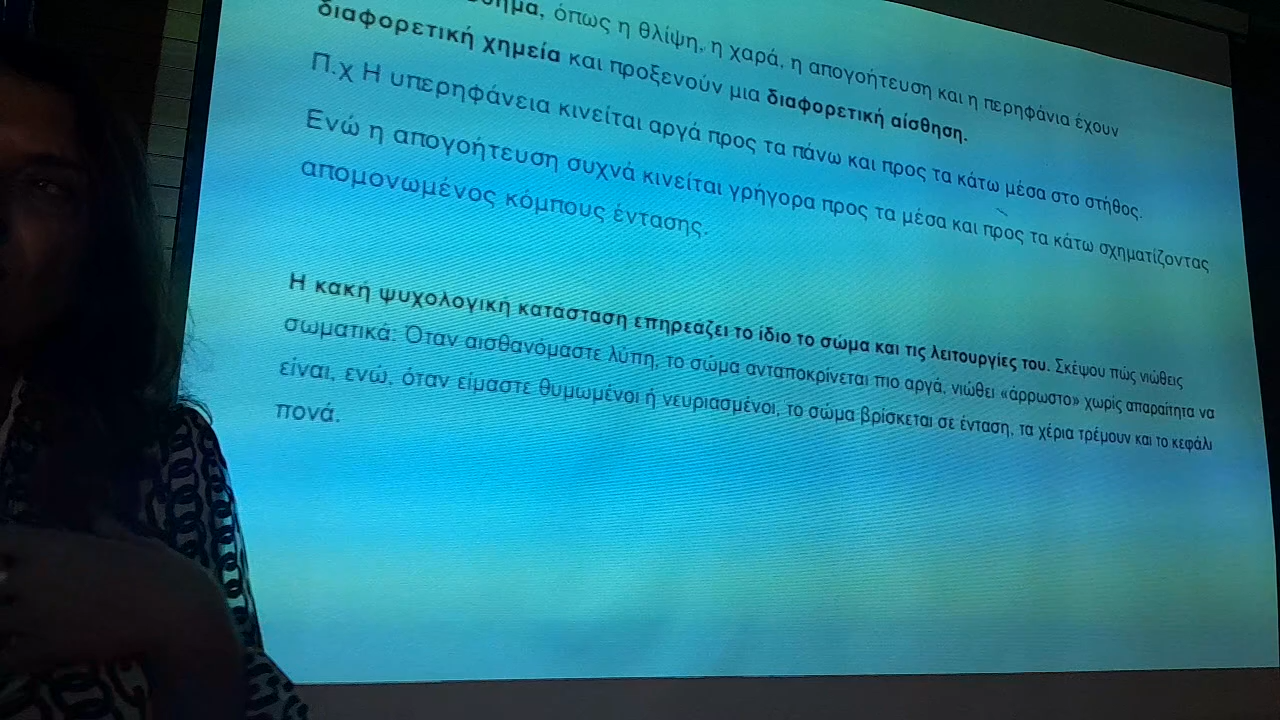 όπως η θλίψη, η χαρά, η απογοήτευση και η περηφάνια έχουν
διαφορετική χημεία και προξενούν μια διαφορετική αίσθηση.
Π.χ Η υπερηφάνεια κινείται αργά προς τα πάνω και προς τα κάτω μέσα στο στήθος.
Ενώ η απογοήτευση συχνά κινείται γρήγορα προς τα μέσα και προς τα κάτω σχηματίζοντας
απομονωμένος κόμπους έντασης.
Η κακή ψυχολογική κατάσταση επηρεάζει το ίδιο το σώμα και τις λειτουργίες του. Σκέψου πώς νιώθεις
σωματικά: Όταν αισθανόμαστε λύπη, το σώμα ανταποκρίνεται πιο αργά, νιώθει «άρρωστο» χωρίς απαραίτητα να
είναι, ενώ, όταν είμαστε θυμωμένοι ή νευριασμένοι, το σώμα βρίσκεται σε ένταση, τα χέρια τρέμουν και το κεφάλι
πονά.